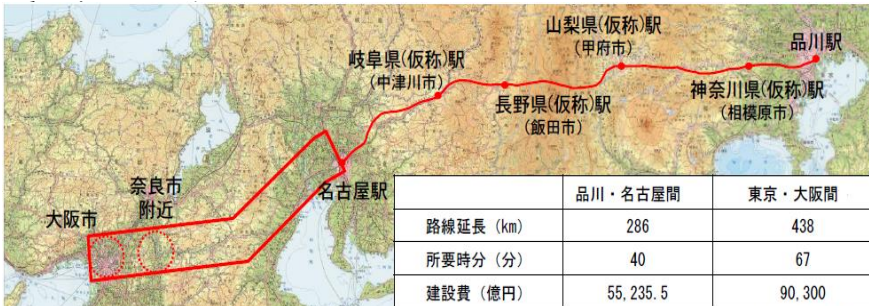 山梨県(仮称)駅
(甲府市)
品川駅
岐阜県(仮称)駅
(中津川市)
長野県(仮称)駅
(飯田市)
神奈川県(仮称)駅
(相模原市)
奈良市
附近
名古屋駅
大阪市
品川・名古屋間 東京・大阪間
路線延長 (km) 286 438
所要時分 (分) 40 67
建設費 (億円) 55,235.5 90,300